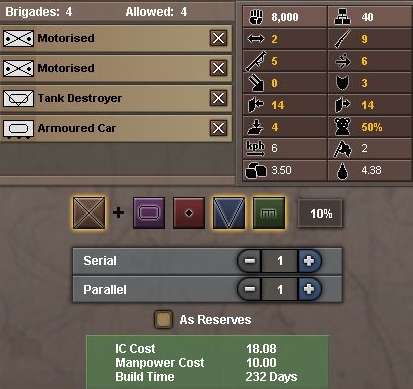 Brigades: 4 Allowed: 4
Motorised
Motorised
Tank Destroyer
Armoured Car
8,000 40
2 9
5 6
0 3
14 14
4 50%
kph 6 2
3.50 4.38
+ 10%
Serial − 1 +
Parallel − 1 +
As Reserves
IC Cost 18.08
Manpower Cost 10.00
Build Time 232 Days